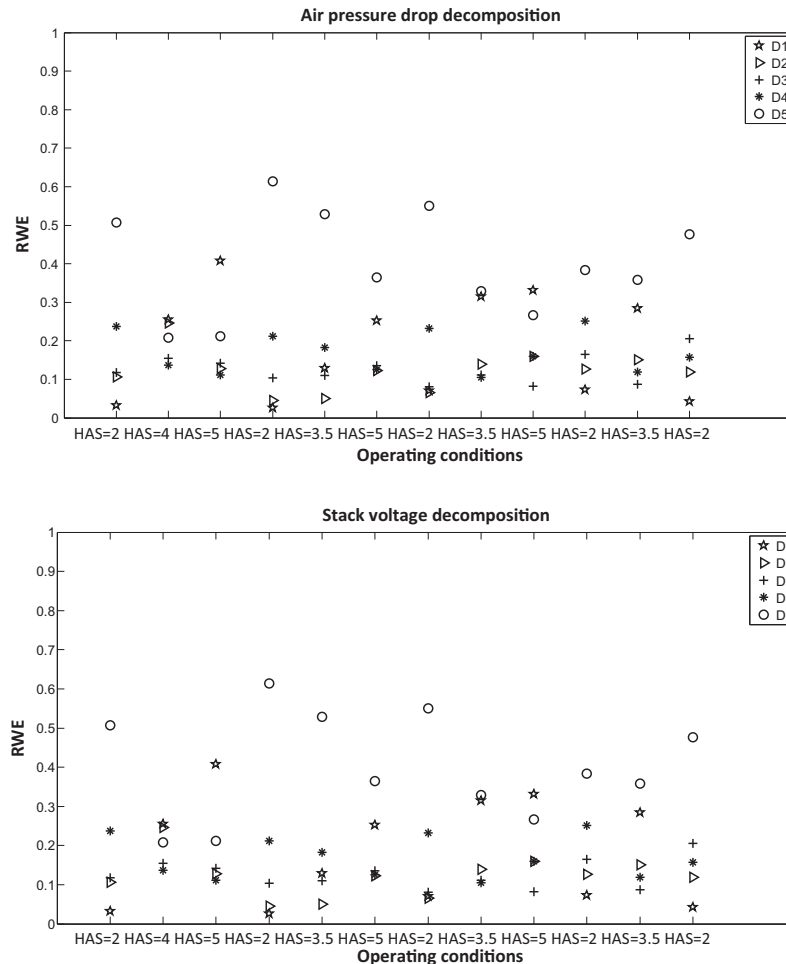 Air pressure drop decomposition
1
0.9
0.8
0.7
0.6
0.5
0.4
0.3
0.2
0.1
0
RWE
D1
D2
D3
D4
D5
HAS=2 HAS=4 HAS=5 HAS=2 HAS=3.5 HAS=5 HAS=2 HAS=3.5 HAS=5 HAS=2 HAS=3.5 HAS=2
Operating conditions
Stack voltage decomposition
1
0.9
0.8
0.7
0.6
0.5
0.4
0.3
0.2
0.1
0
RWE
D
D
D
D
D
HAS=2 HAS=4 HAS=5 HAS=2 HAS=3.5 HAS=5 HAS=2 HAS=3.5 HAS=5 HAS=2 HAS=3.5 HAS=2
Operating conditions